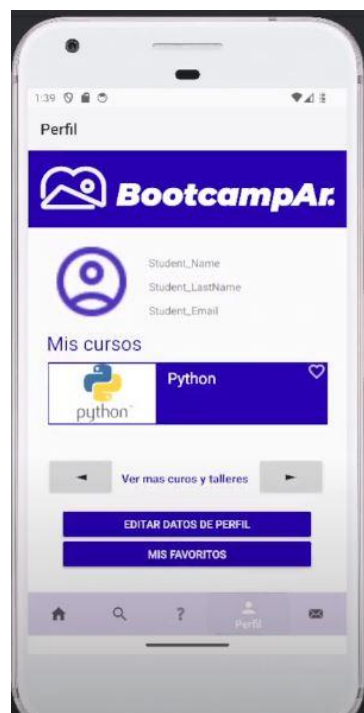 1:39
Perfil
BootcampAr.
Student_Name
Student_LastName
Student_Email
Mis cursos
python
Python
Ver mas curos y talleres
EDITAR DATOS DE PERFIL
MIS FAVORITOS
?
Perfil